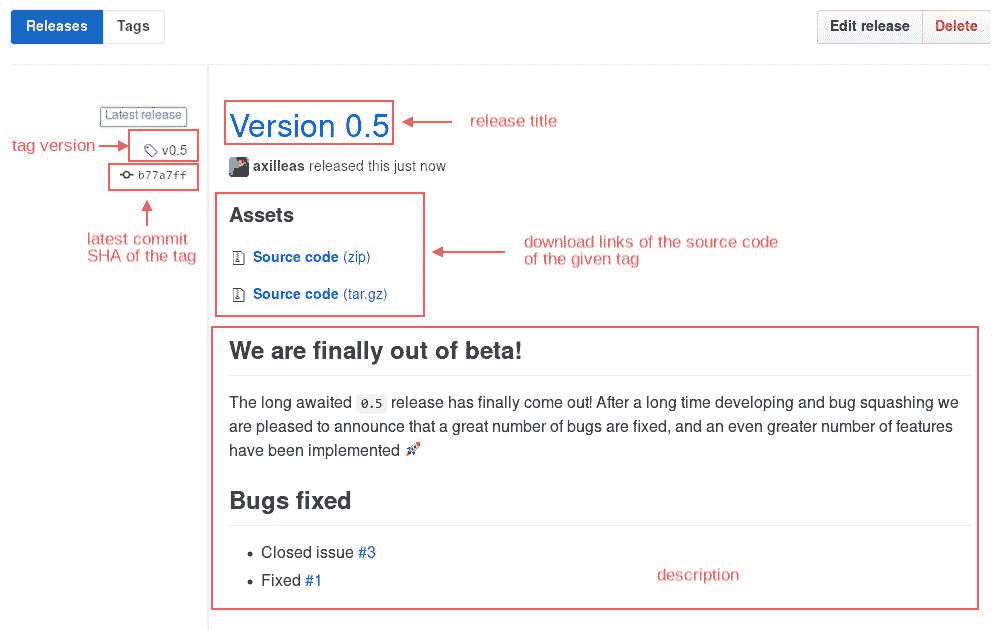 Releases Tags Edit release Delete
Latest release
tag version
v0.5
b77a7ff
latest commit
SHA of the tag
Version 0.5
release title
axilleas released this just now
Assets
Source code (zip)
Source code (tar.gz)
download links of the source code
of the given tag
We are finally out of beta!
The long awaited 0.5 release has finally come out! After a long time developing and bug squashing we
are pleased to announce that a great number of bugs are fixed, and an even greater number of features
have been implemented 🚀
Bugs fixed
• Closed issue #3
• Fixed #1
description